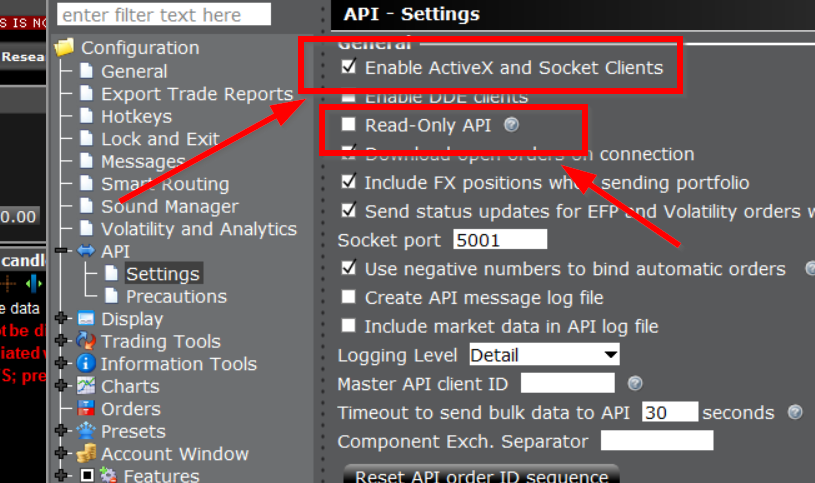 S IS NO
Resea
0.00
candl
e data
ot be d
iated v
S; pre
enter filter text here
Configuration
General
Export Trade Reports
Hotkeys
Lock and Exit
Messages
Smart Routing
Sound Manager
Volatility and Analytics
API
Settings
Precautions
Display
Trading Tools
Information Tools
Charts
Orders
Presets
Account Window
Features
API - Settings
General
Enable ActiveX and Socket Clients
Enable DDE clients
Read-Only API
Download open orders on connection
Include FX positions when sending portfolio
Send status updates for EFP and Volatility orders w
Socket port 5001
Use negative numbers to bind automatic orders
Create API message log file
Include market data in API log file
Logging Level Detail
Master API client ID
Timeout to send bulk data to API 30 seconds
Component Exch. Separator
Reset API order ID sequence